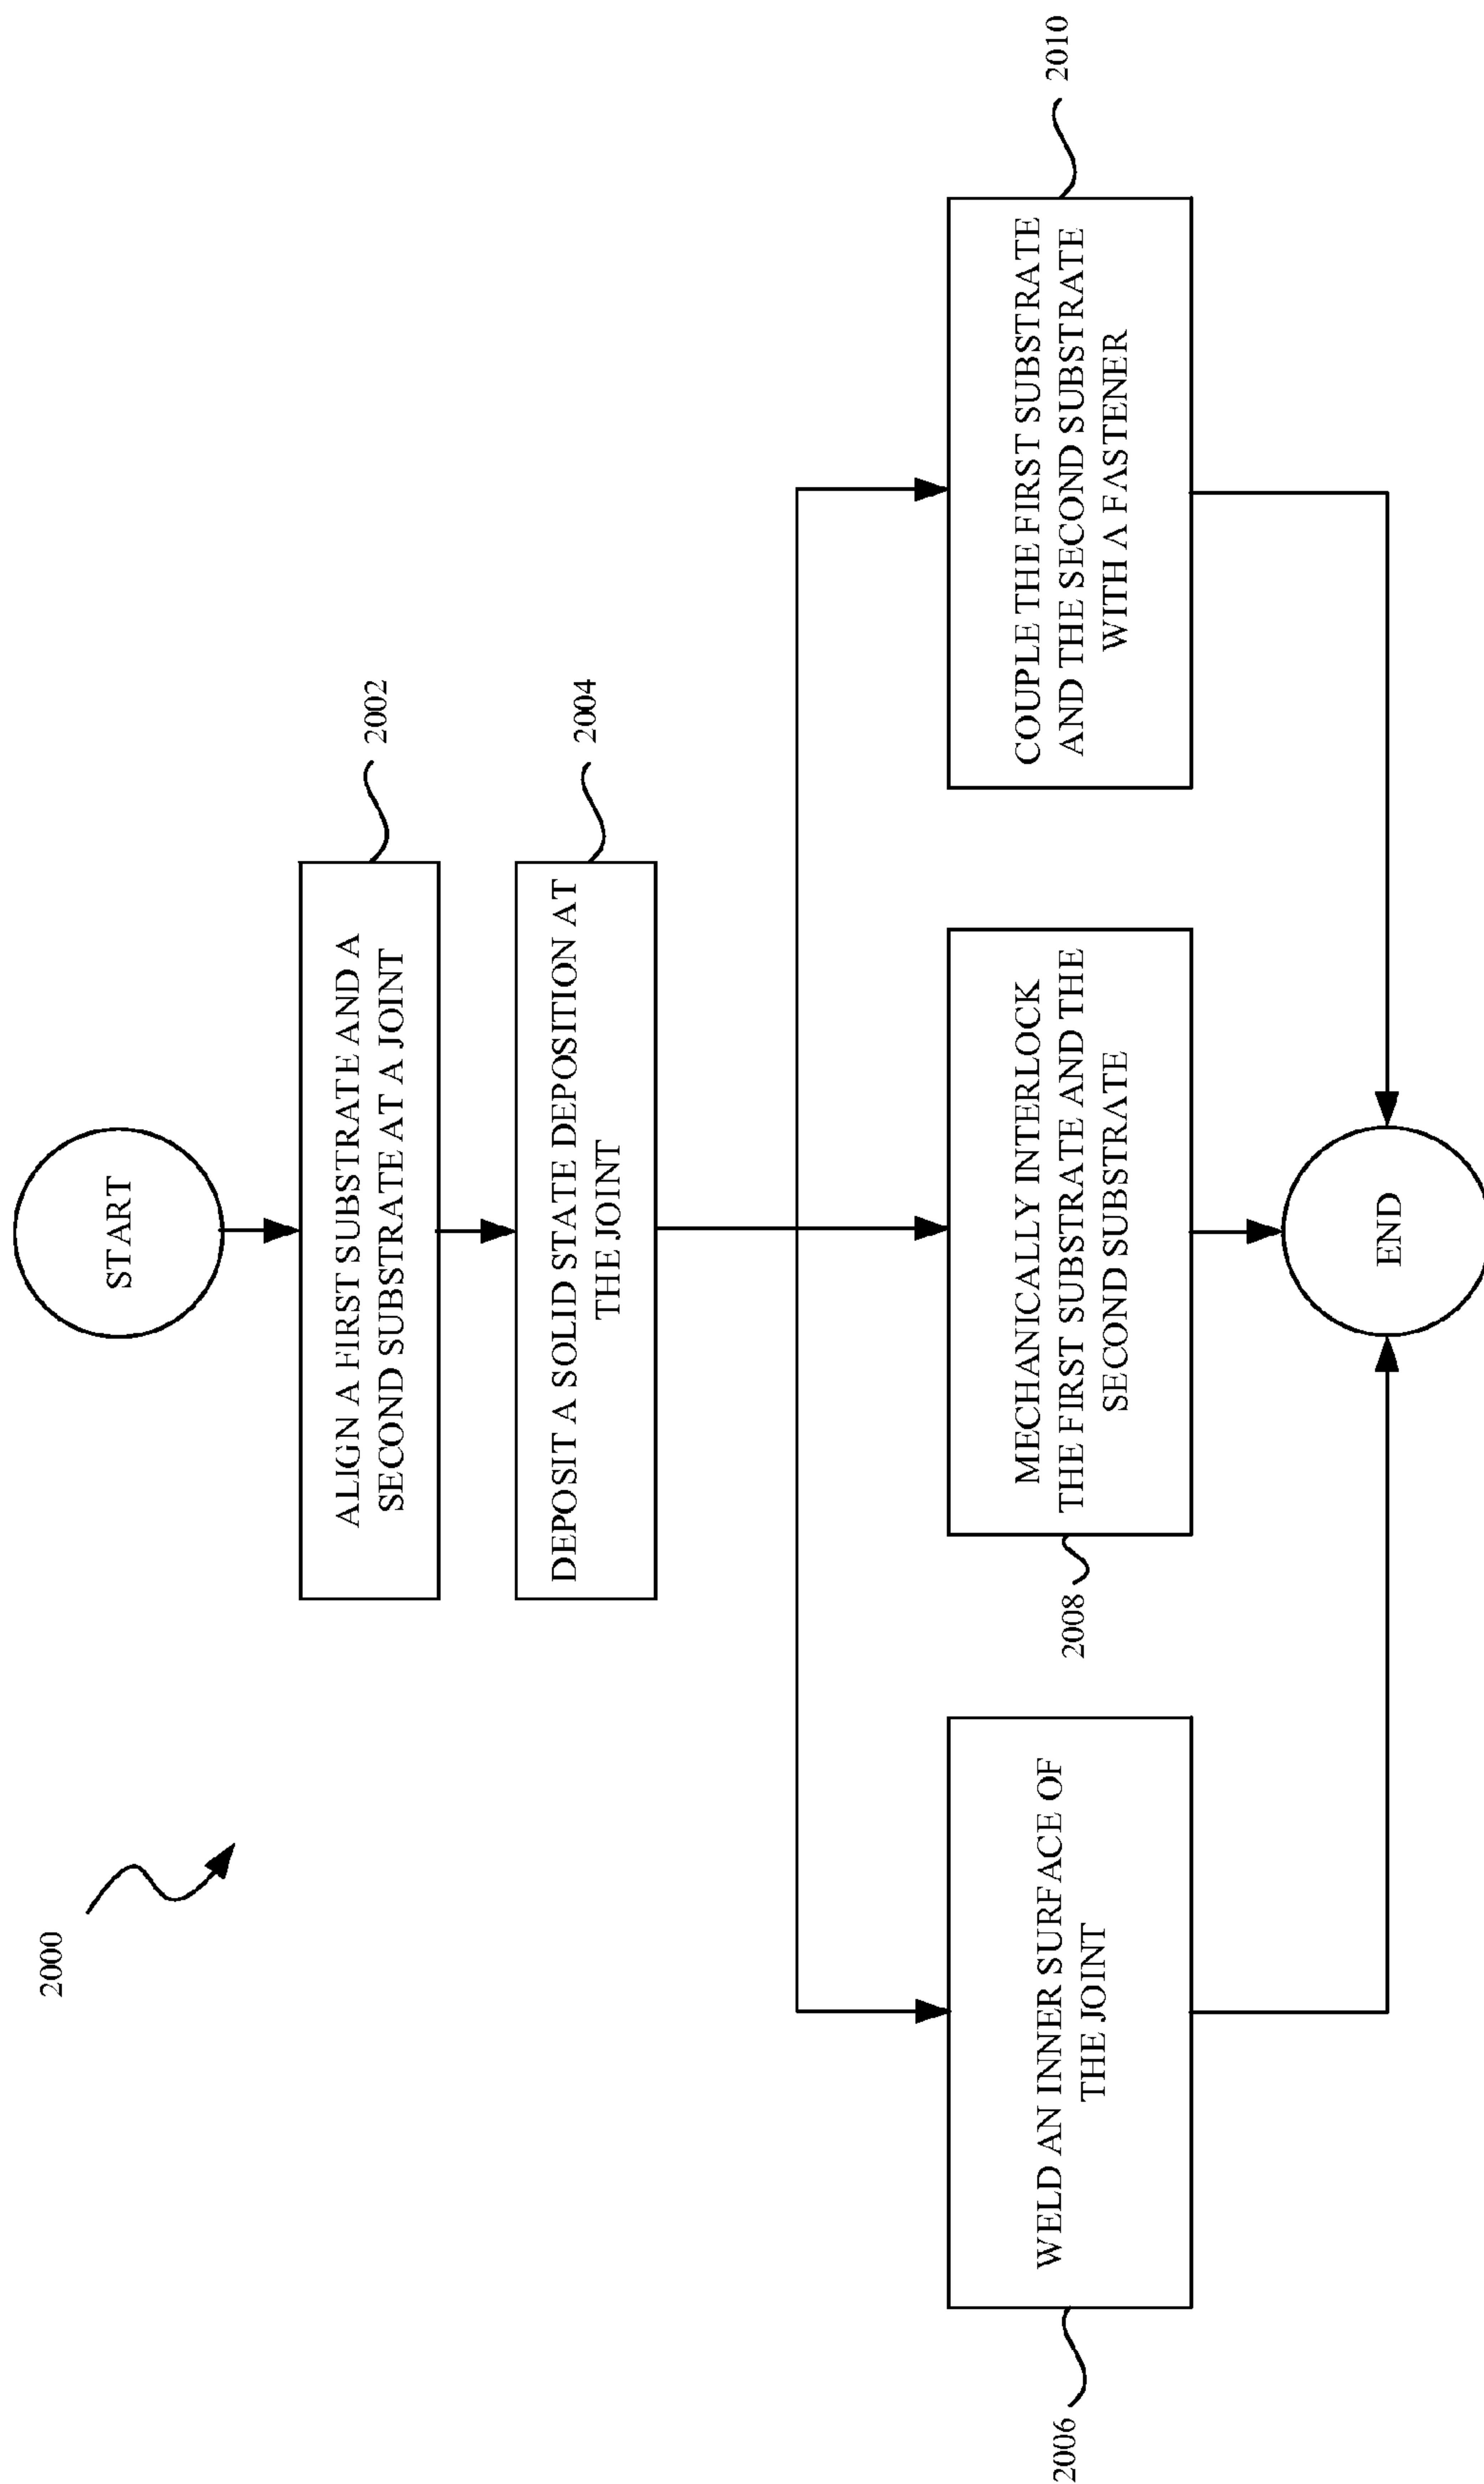 2000
START
ALIGN A FIRST SUBSTRATE AND A
SECOND SUBSTRATE AT A JOINT
2002
DEPOSIT A SOLID STATE DEPOSITION AT
THE JOINT
2004
WELD AN INNER SURFACE OF
THE JOINT
2006
MECHANICALLY INTERLOCK
THE FIRST SUBSTRATE AND THE
SECOND SUBSTRATE
2008
COUPLE THE FIRST SUBSTRATE
AND THE SECOND SUBSTRATE
WITH A FASTENER
2010
END